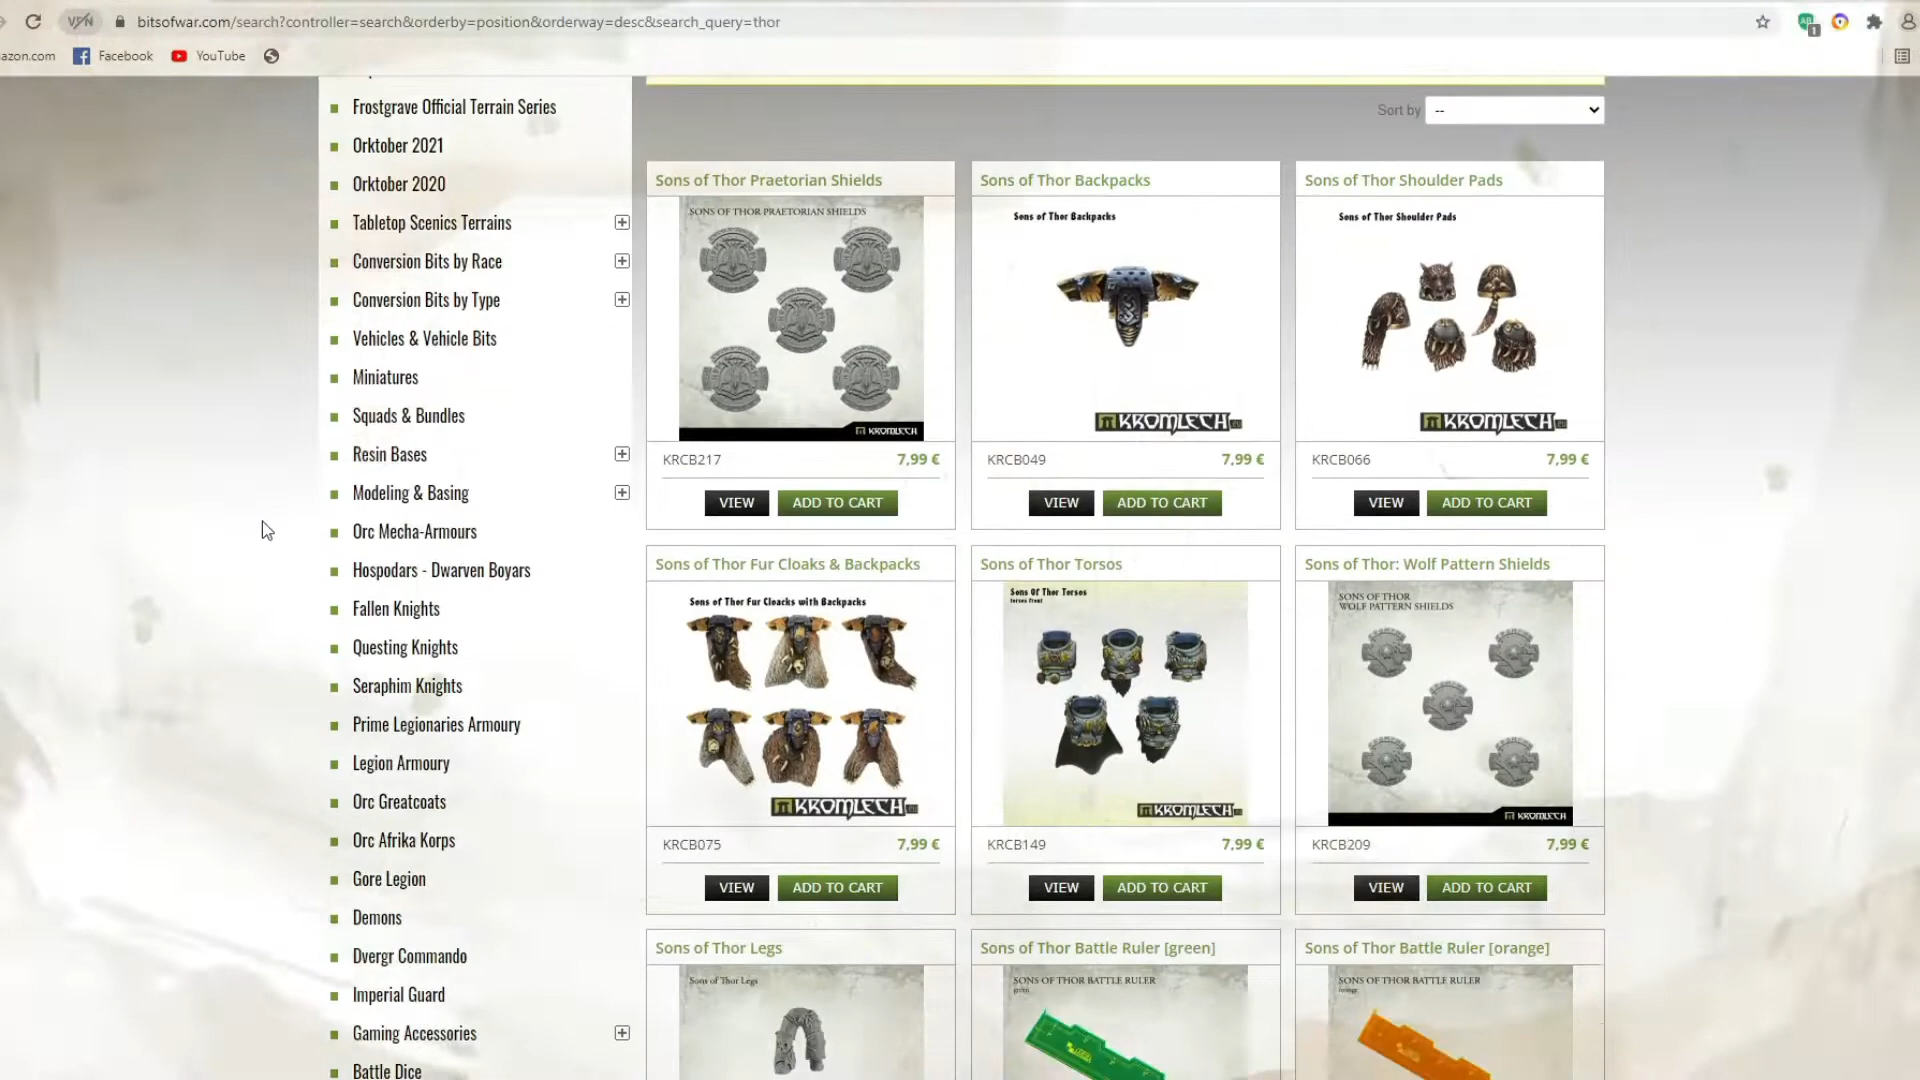 VPN
bitsofwar.com/search?controller=search&orderby=position&orderway=desc&search_query=thor
1
azon.com
Facebook
YouTube
Frostgrave Official Terrain Series
Orktober 2021
Orktober 2020
Tabletop Scenics Terrains
Conversion Bits by Race
Conversion Bits by Type
Vehicles & Vehicle Bits
Miniatures
Squads & Bundles
Resin Bases
Modeling & Basing
Orc Mecha-Armours
Hospodars - Dwarven Boyars
Fallen Knights
Questing Knights
Seraphim Knights
Prime Legionaries Armoury
Legion Armoury
Orc Greatcoats
Orc Afrika Korps
Gore Legion
Demons
Dvergr Commando
Imperial Guard
Gaming Accessories
Battle Dice
Sort by
--
Sons of Thor Praetorian Shields
SONS OF THOR PRAETORIAN SHIELDS
KROMLECH
KRCB217
7,99 €
VIEW
ADD TO CART
Sons of Thor Backpacks
Sons of Thor Backpacks
KROMLECH.eu
KRCB049
7,99 €
VIEW
ADD TO CART
Sons of Thor Shoulder Pads
Sons of Thor Shoulder Pads
KROMLECH.eu
KRCB066
7,99 €
VIEW
ADD TO CART
Sons of Thor Fur Cloaks & Backpacks
Sons of Thor Fur Cloacks with Backpacks
KROMLECH.eu
KRCB075
7,99 €
VIEW
ADD TO CART
Sons of Thor Torsos
Sons Of Thor Torsos
torsos front
KROMLECH.eu
KRCB149
7,99 €
VIEW
ADD TO CART
Sons of Thor: Wolf Pattern Shields
SONS OF THOR
WOLF PATTERN SHIELDS
KROMLECH
KRCB209
7,99 €
VIEW
ADD TO CART
Sons of Thor Legs
Sons of Thor Legs
Sons of Thor Battle Ruler [green]
SONS OF THOR BATTLE RULER
green
Sons of Thor Battle Ruler [orange]
SONS OF THOR BATTLE RULER
orange